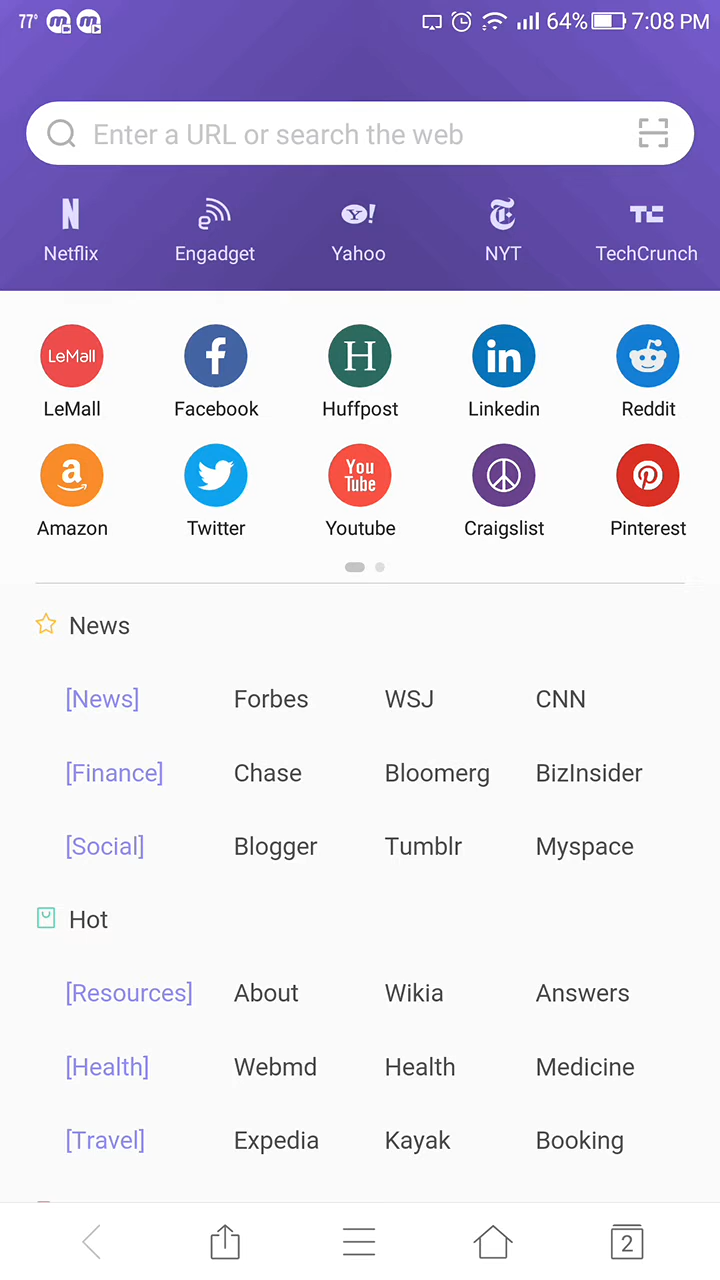 77° 64% 7:08 PM
Enter a URL or search the web
Netflix Engadget Yahoo NYT TechCrunch
LeMall
LeMall Facebook Huffpost Linkedin Reddit
You
Tube
Amazon Twitter Youtube Craigslist Pinterest
News
[News] Forbes WSJ CNN
[Finance] Chase Bloomerg BizInsider
[Social] Blogger Tumblr Myspace
Hot
[Resources] About Wikia Answers
[Health] Webmd Health Medicine
[Travel] Expedia Kayak Booking
2